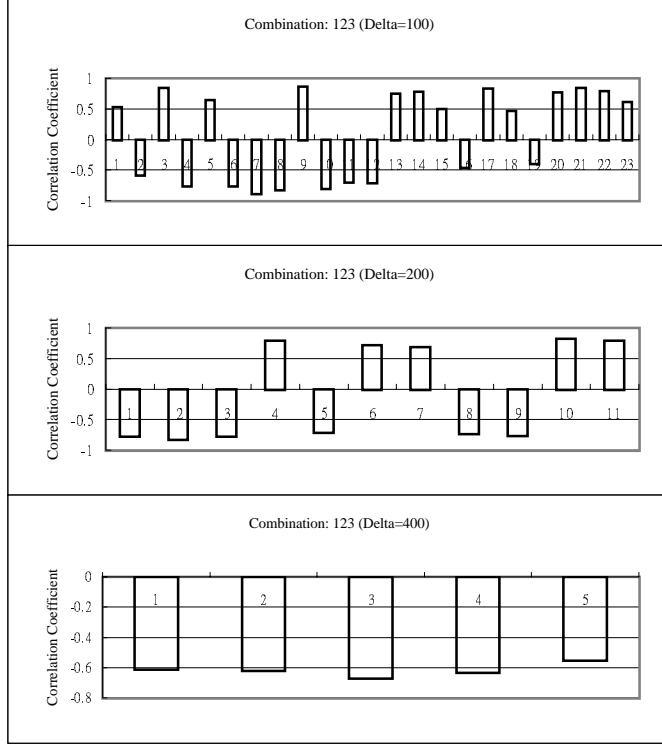 Combination: 123 (Delta=100)
Correlation Coefficient
1
0.5
0
-0.5
-1
1 2 3 4 5 6 7 8 9 0 1 2 13 14 15 6 17 18 19 20 21 22 23
Combination: 123 (Delta=200)
Correlation Coefficient
1
0.5
0
-0.5
-1
1 2 3 4 5 6 7 8 9 10 11
Combination: 123 (Delta=400)
Correlation Coefficient
0
-0.2
-0.4
-0.6
-0.8
1 2 3 4 5